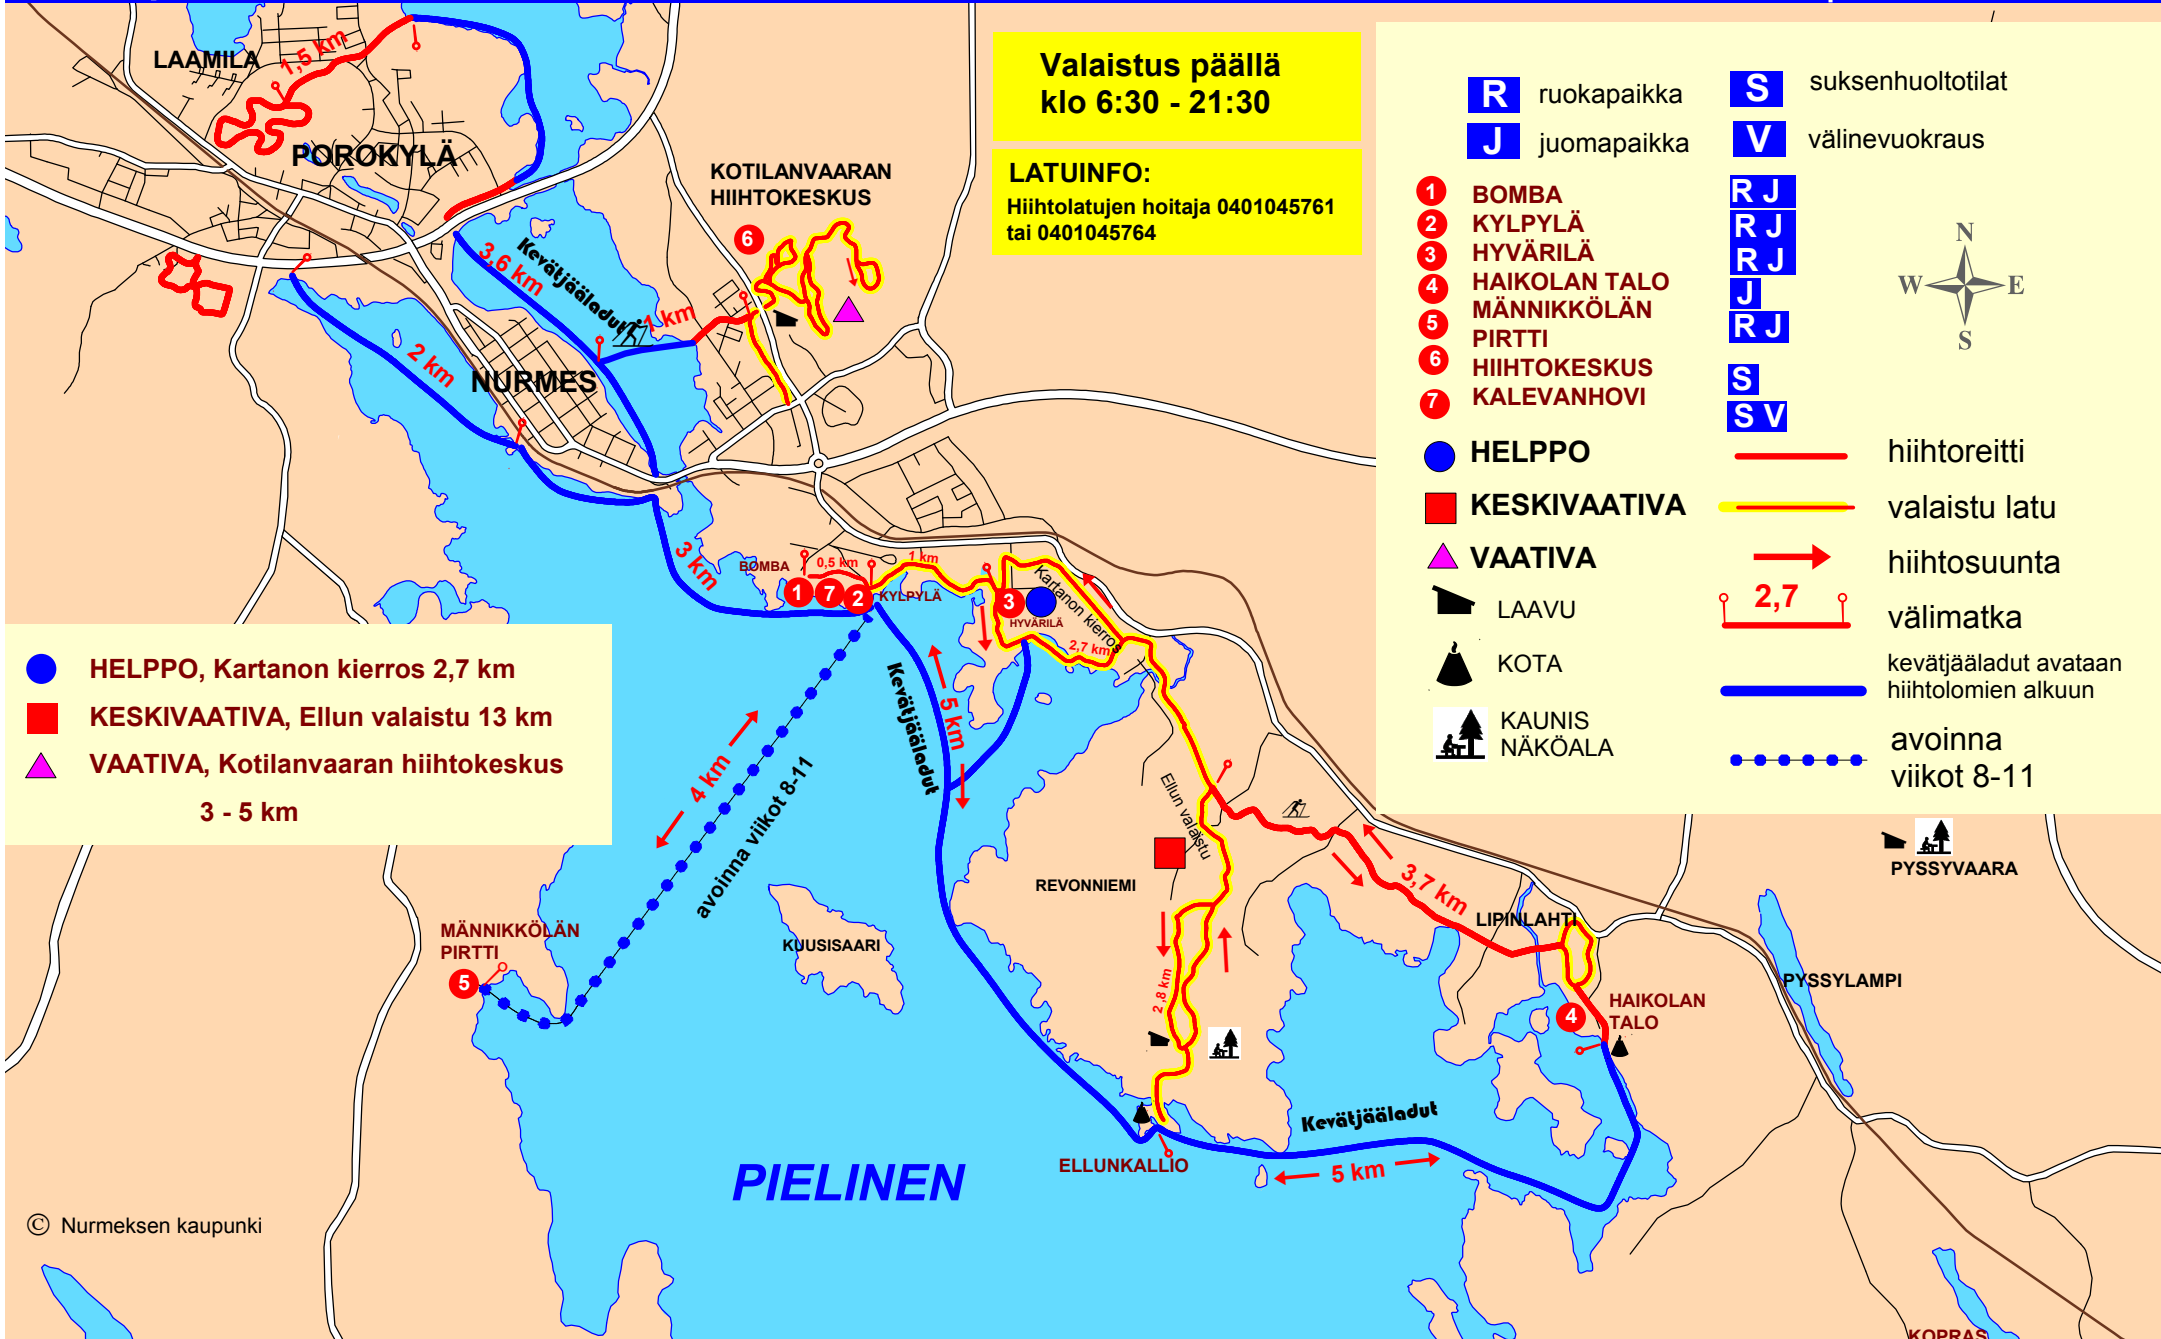 LAAMILA
1,5 km
POROKYLÄ
KOTILANVAARAN
HIIHTOKESKUS
6
Valaistus päällä
klo 6:30 - 21:30
LATUINFO:
Hiihtolatujen hoitaja 0401045761
tai 0401045764
R ruokapaikka
J juomapaikka
S suksenhuoltotilat
V välinevuokraus
1 BOMBA R J
2 KYLPYLÄ R J
3 HYVÄRILÄ R J
4 HAIKOLAN TALO J
5 MÄNNIKKÖLÄN R J
PIRTTI
6 HIIHTOKESKUS S
7 KALEVANHOVI S V
N
W E
S
HELPPO
KESKIVAATIVA
VAATIVA
LAAVU
KOTA
KAUNIS
NÄKÖALA
hiihtoreitti
valaistu latu
hiihtosuunta
2,7
välimatka
kevätjääladut avataan
hiihtolomien alkuun
avoinna
viikot 8-11
3,6 km
Kevätjääladut
1 km
2 km
NURMES
3 km
BOMBA
0,5 km
1 km
1 7 2
KYLPYLÄ
3
HYVÄRILÄ
Kartanon kierros
2,7 km
HELPPO, Kartanon kierros 2,7 km
KESKIVAATIVA, Ellun valaistu 13 km
VAATIVA, Kotilanvaaran hiihtokeskus
3 - 5 km
4 km
avoinna viikot 8-11
Kevätjääladut
5 km
Ellun valaistu
REVONNIEMI
KUUSISAARI
MÄNNIKKÖLÄN
PIRTTI
5
3,7 km
LIPINLAHTI
PYSSYVAARA
PYSSYLAMPI
HAIKOLAN
TALO
4
2,8 km
Kevätjääladut
5 km
ELLUNKALLIO
PIELINEN
© Nurmeksen kaupunki
KOPRAS